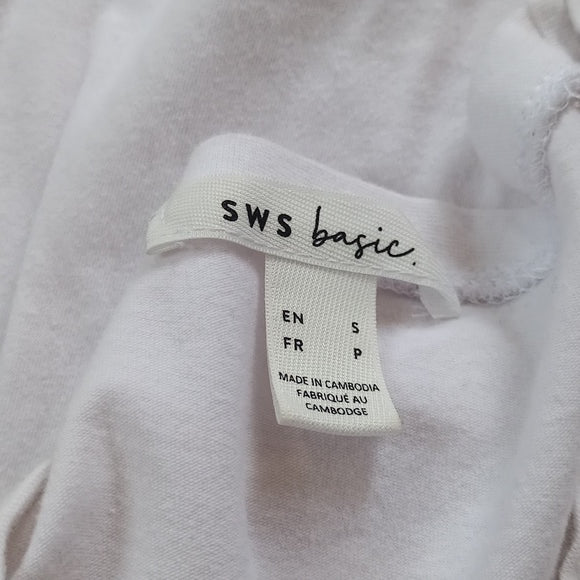 SWS basic.
EN S
FR P
MADE IN CAMBODIA
FABRIQUÉ AU
CAMBODGE